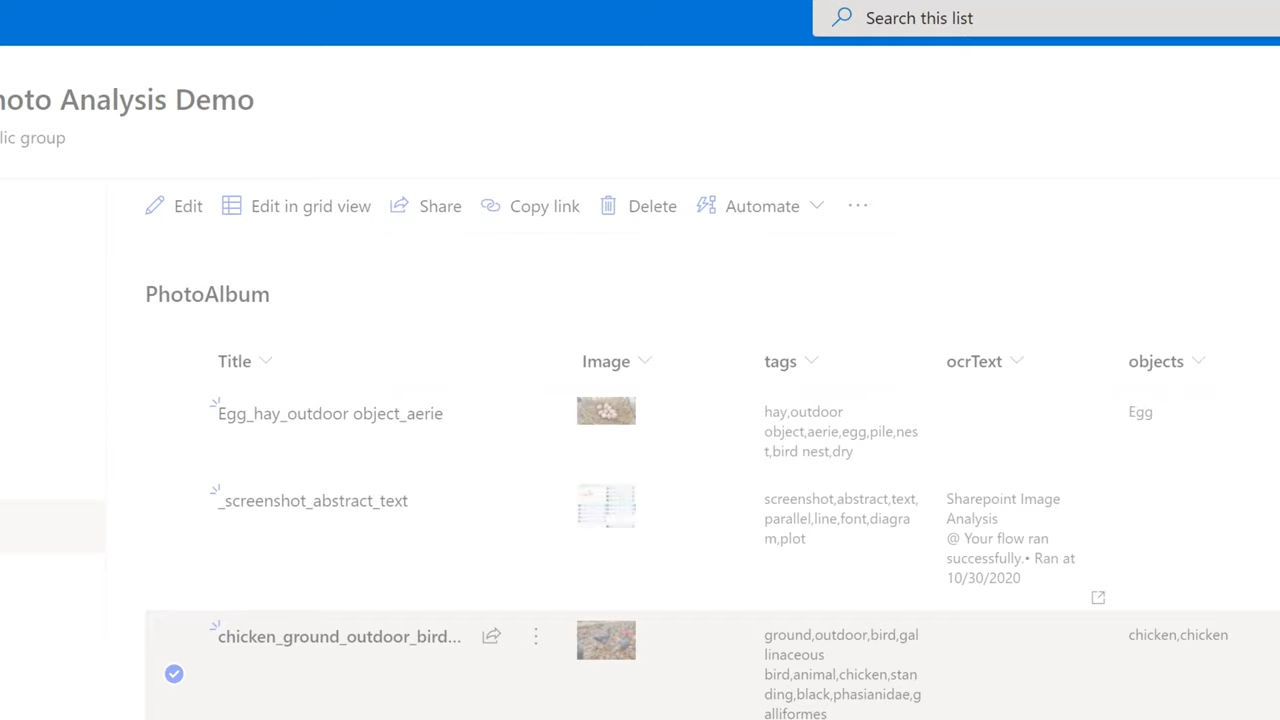 Search this list
hoto Analysis Demo
lic group
Edit Edit in grid view Share Copy link Delete Automate ...
PhotoAlbum
Title Image tags ocrText objects
Egg_hay_outdoor object_aerie
hay,outdoor
object,aerie,egg,pile,nes
t,bird nest,dry
Egg
_screenshot_abstract_text
screenshot,abstract,text,
parallel,line,font,diagra
m,plot
Sharepoint Image
Analysis
@ Your flow ran
successfully.• Ran at
10/30/2020
chicken_ground_outdoor_bird...
ground,outdoor,bird,gal
linaceous
bird,animal,chicken,stan
ding,black,phasianidae,g
alliformes
chicken,chicken